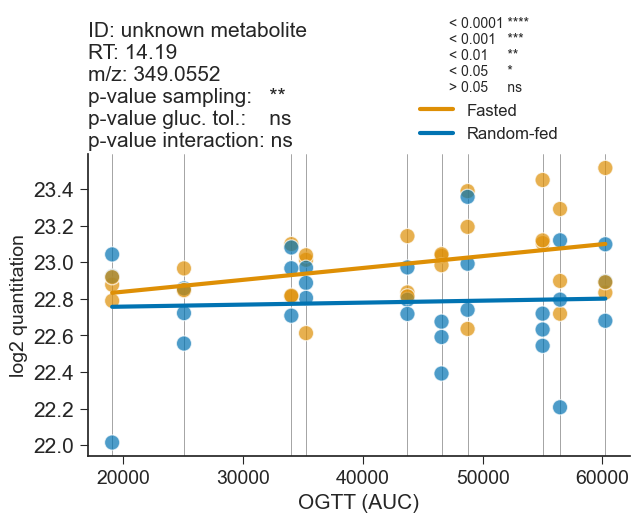 ID: unknown metabolite
RT: 14.19
m/z: 349.0552
p-value sampling: **
p-value gluc. tol.: ns
p-value interaction: ns
< 0.0001 ****
< 0.001 ***
< 0.01 **
< 0.05 *
> 0.05 ns
Fasted
Random-fed
log2 quantitation
23.4
23.2
23.0
22.8
22.6
22.4
22.2
22.0
20000 30000 40000 50000 60000
OGTT (AUC)